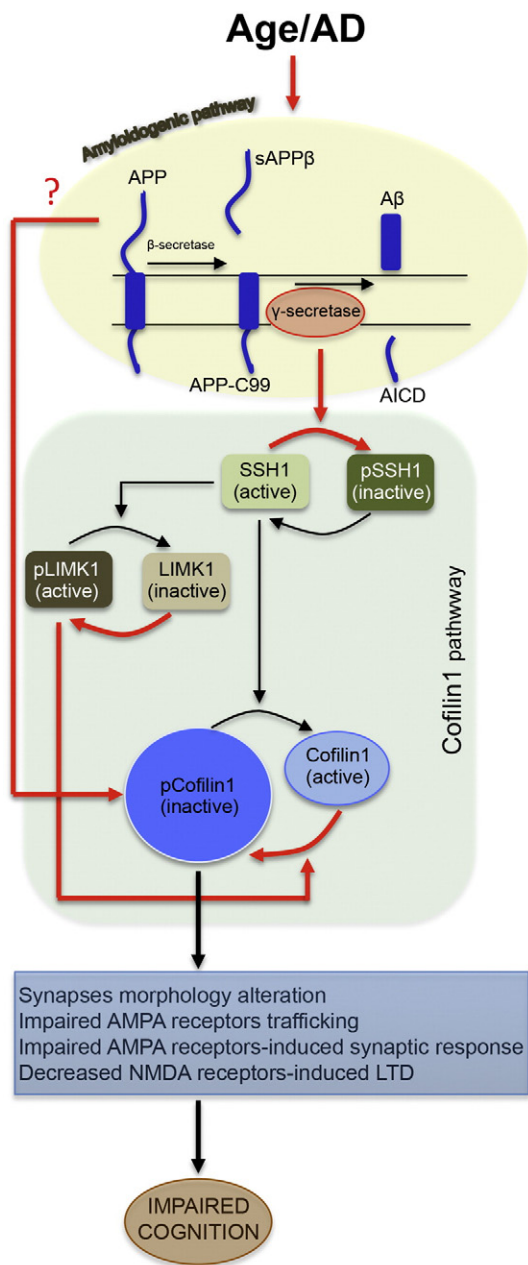 Age/AD
Amyloidogenic pathway
?
APP
sAPPβ
Aβ
β-secretase
γ-secretase
APP-C99
AICD
SSH1
(active)
pSSH1
(inactive)
pLIMK1
(active)
LIMK1
(inactive)
Cofilin1 pathwway
pCofilin1
(inactive)
Cofilin1
(active)
Synapses morphology alteration
Impaired AMPA receptors trafficking
Impaired AMPA receptors-induced synaptic response
Decreased NMDA receptors-induced LTD
IMPAIRED
COGNITION